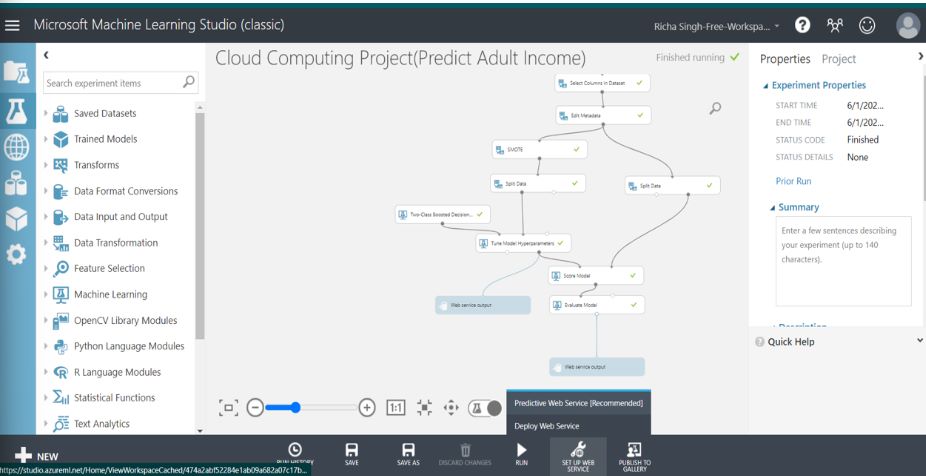 Microsoft Machine Learning Studio (classic)
Richa Singh-Free-Workspa...
Search experiment items
Saved Datasets
Trained Models
Transforms
Data Format Conversions
Data Input and Output
Data Transformation
Feature Selection
Machine Learning
OpenCV Library Modules
Python Language Modules
R Language Modules
Statistical Functions
Text Analytics
Cloud Computing Project(Predict Adult Income)
Finished running
Select Columns in Dataset
Edit Metadata
SMOTE
Split Data
Split Data
Two-Class Boosted Decision...
Tune Model Hyperparameters
Score Model
Web service output
Evaluate Model
Web service output
1:1
Predictive Web Service [Recommended]
Deploy Web Service
Properties Project
Experiment Properties
START TIME 6/1/202...
END TIME 6/1/202...
STATUS CODE Finished
STATUS DETAILS None
Prior Run
Summary
Enter a few sentences describing
your experiment (up to 140
characters).
Description
Quick Help
NEW
RUN HISTORY
SAVE
SAVE AS
DISCARD CHANGES
RUN
SET UP WEB
SERVICE
PUBLISH TO
GALLERY
https://studio.azureml.net/Home/ViewWorkspaceCached/474a2abf52284e1ab09a682a07c17b...